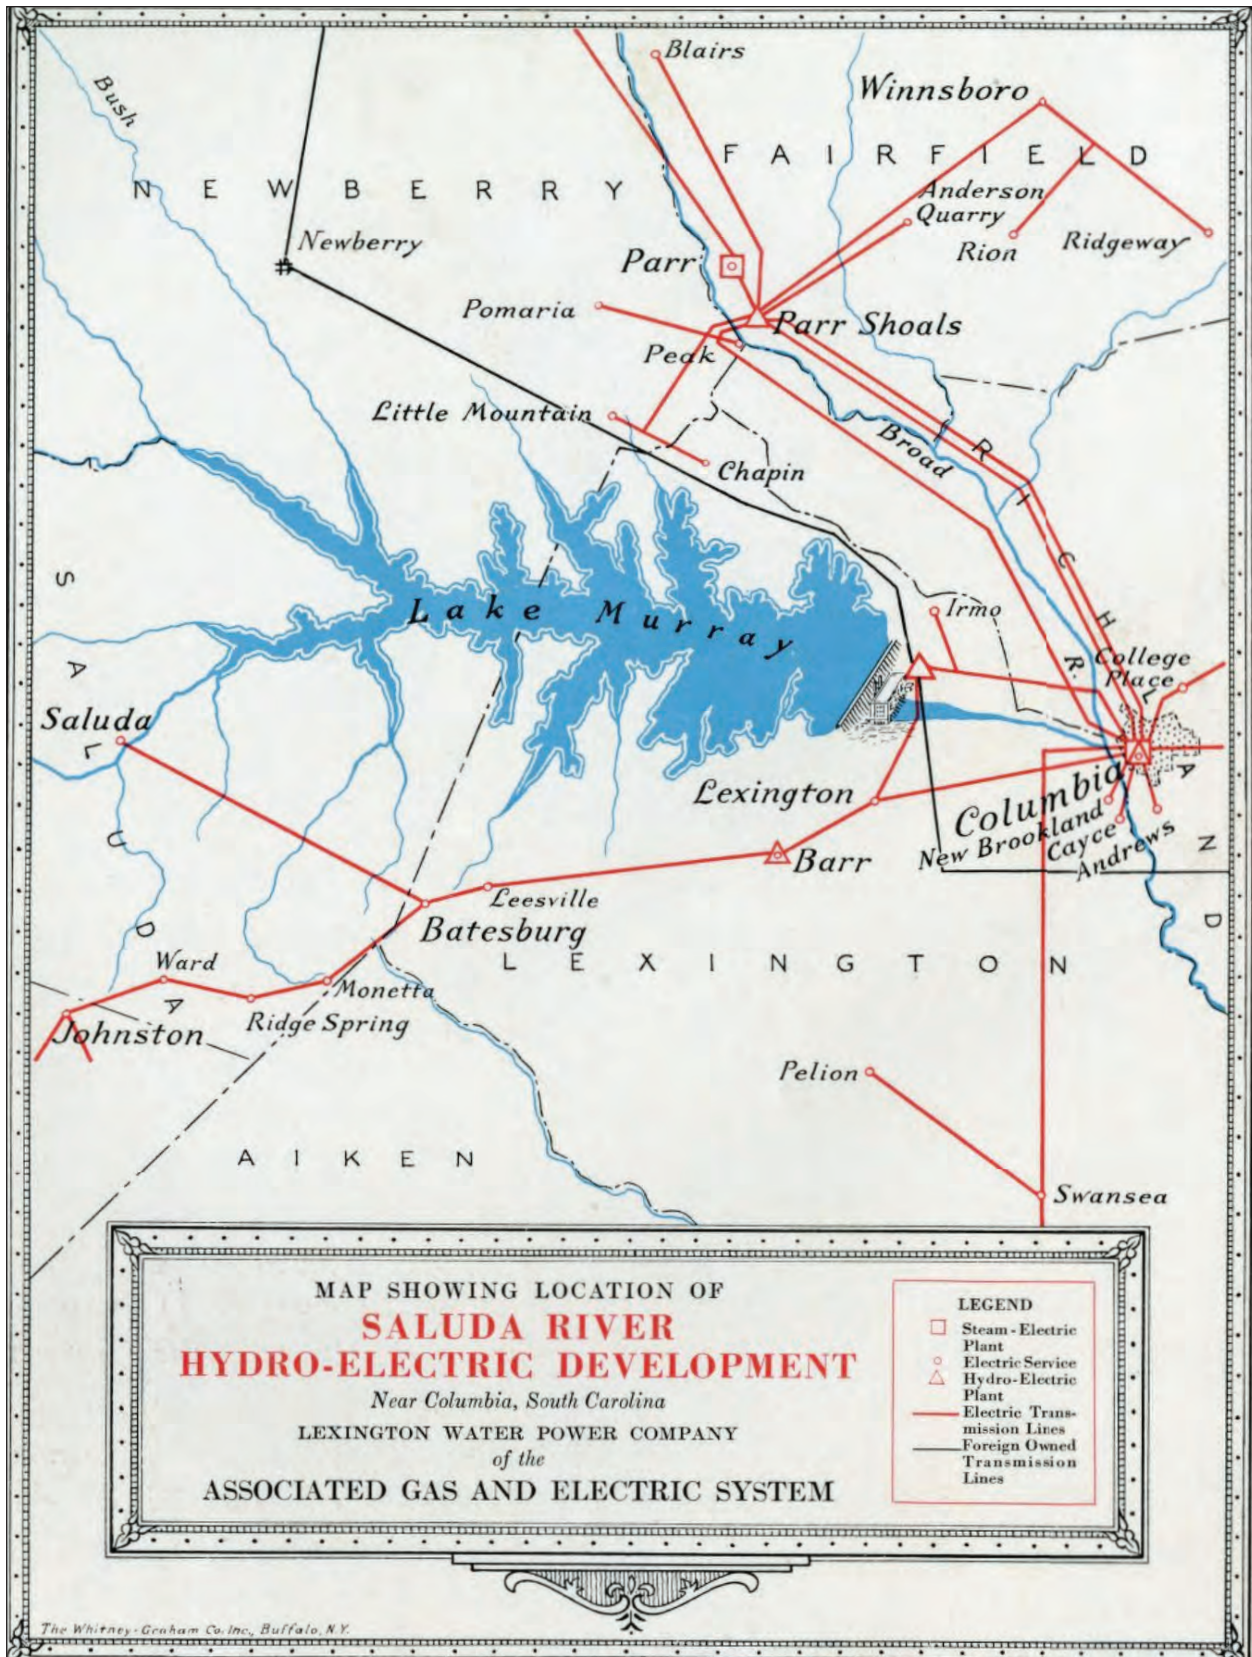 Blairs
Winnsboro
Bush
FAIRFIELD
NEWBERRY
Anderson
Quarry
Newberry
Rion
Ridgeway
Parr
Pomaria
Parr Shoals
Peak
Little Mountain
Broad
R.
Chapin
RICHLAND
Lake Murray
Irmo
College
Place
SALUDA
Saluda
Lexington
Columbia
New Brookland
Cayce
Andrews
Barr
Leesville
Batesburg
LEXINGTON
Ward
Monetta
Ridge Spring
Johnston
Pelion
AIKEN
Swansea
MAP SHOWING LOCATION OF
SALUDA RIVER
HYDRO-ELECTRIC DEVELOPMENT
Near Columbia, South Carolina
LEXINGTON WATER POWER COMPANY
of the
ASSOCIATED GAS AND ELECTRIC SYSTEM
LEGEND
Steam-Electric
Plant
Electric Service
Hydro-Electric
Plant
Electric Trans-
mission Lines
Foreign Owned
Transmission
Lines
The Whitney-Graham Co. Inc., Buffalo, N.Y.